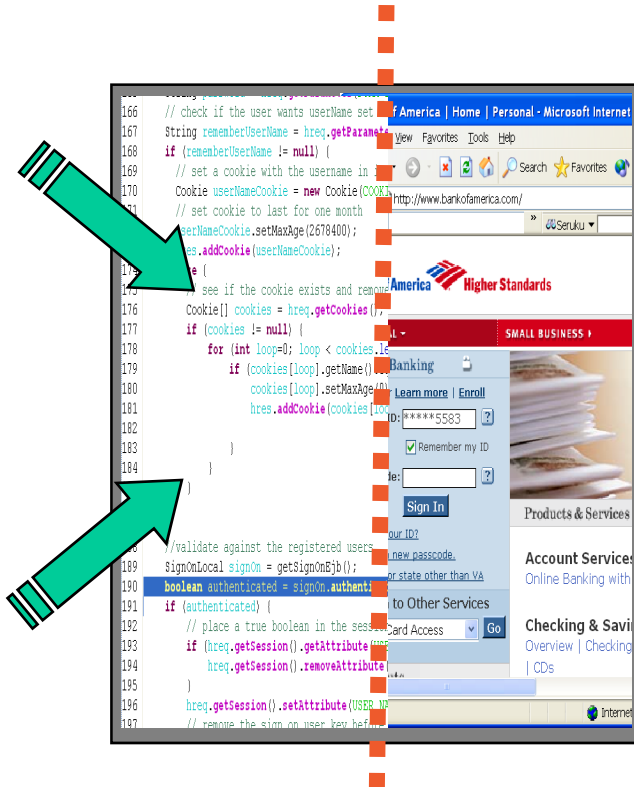 166 // check if the user wants userName set
167 String rememberUserName = hreq.getParamete
168 if (rememberUserName != null) {
169 // set a cookie with the username in
170 Cookie userNameCookie = new Cookie(COOKI
171 // set cookie to last for one month
userNameCookie.setMaxAge(2678400);
hres.addCookie(userNameCookie);
174 {
// see if the cookie exists and remove
176 Cookie[] cookies = hreq.getCookies();
177 if (cookies != null) {
178 for (int loop=0; loop < cookies.le
179 if (cookies[loop].getName()
180 cookies[loop].setMaxAge(0)
181 hres.addCookie(cookies[loo
182
183 }
184 }
}
//validate against the registered users
189 SignOnLocal signOn = getSignOnEjb();
190 boolean authenticated = signOn.authenti
191 if (authenticated) {
192 // place a true boolean in the sessi
193 if (hreq.getSession().getAttribute(USE
194 hreq.getSession().removeAttribute(
195 }
196 hreq.getSession().setAttribute(USER_NA
197 // remove the sign on user key before
f America | Home | Personal - Microsoft Internet
View Favorites Tools Help
Search Favorites
http://www.bankofamerica.com/
» Seruku
America Higher Standards
SMALL BUSINESS
Banking
Learn more | Enroll
ID: *****5583 ?
Remember my ID
de: ?
Sign In
our ID?
new passcode.
or state other than VA
to Other Services
Card Access Go
Products & Services
Account Services
Online Banking with
Checking & Savi
Overview | Checking
| CDs
Internet